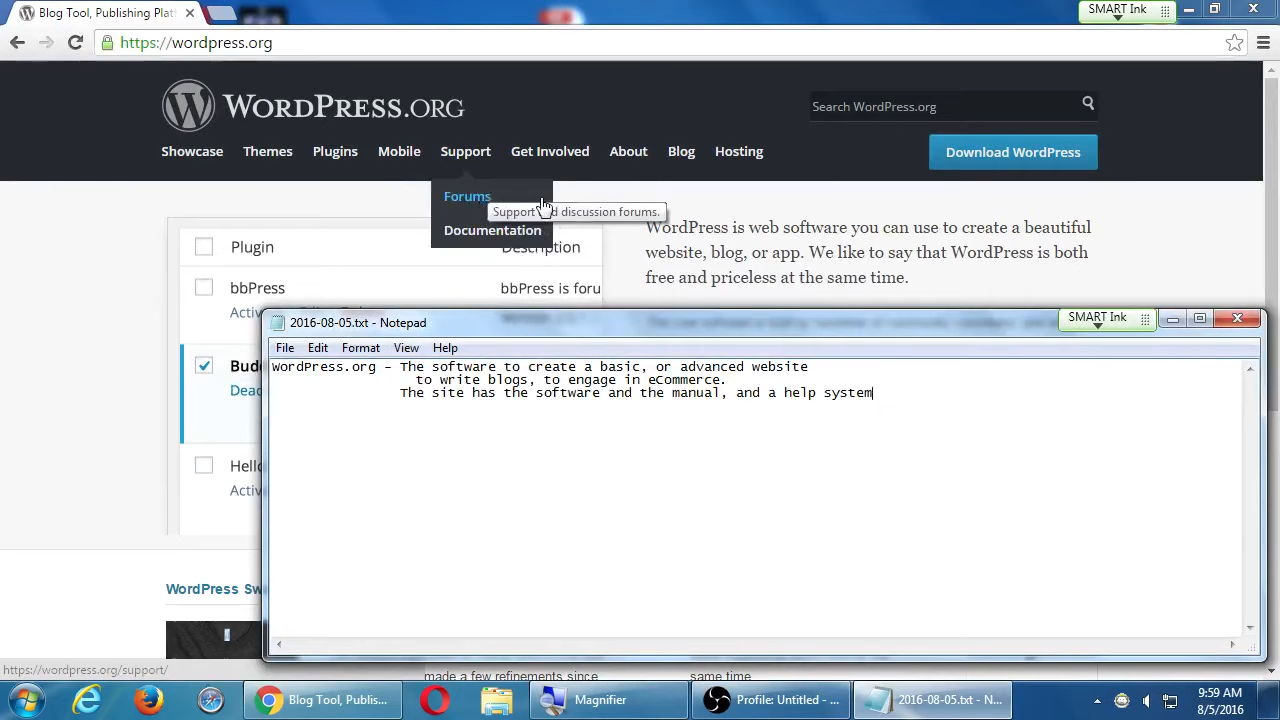 Blog Tool, Publishing Plat
SMART Ink
https://wordpress.org
WORDPRESS.ORG
Search WordPress.org
Showcase Themes Plugins Mobile Support Get Involved About Blog Hosting
Download WordPress
Forums
Support discussion forums.
Documentation
Plugin Description
bbPress bbPress is foru
Activ
Bud
Deac
Hello
Activ
WordPress is web software you can use to create a beautiful
website, blog, or app. We like to say that WordPress is both
free and priceless at the same time.
2016-08-05.txt - Notepad
SMART Ink
File Edit Format View Help
WordPress.org - The software to create a basic, or advanced website
to write blogs, to engage in eCommerce.
The site has the software and the manual, and a help system
WordPress Sw
made a few refinements since
same time
https://wordpress.org/support/
Blog Tool, Publis...
Magnifier
Profile: Untitled - ...
2016-08-05.txt - N...
9:59 AM
8/5/2016